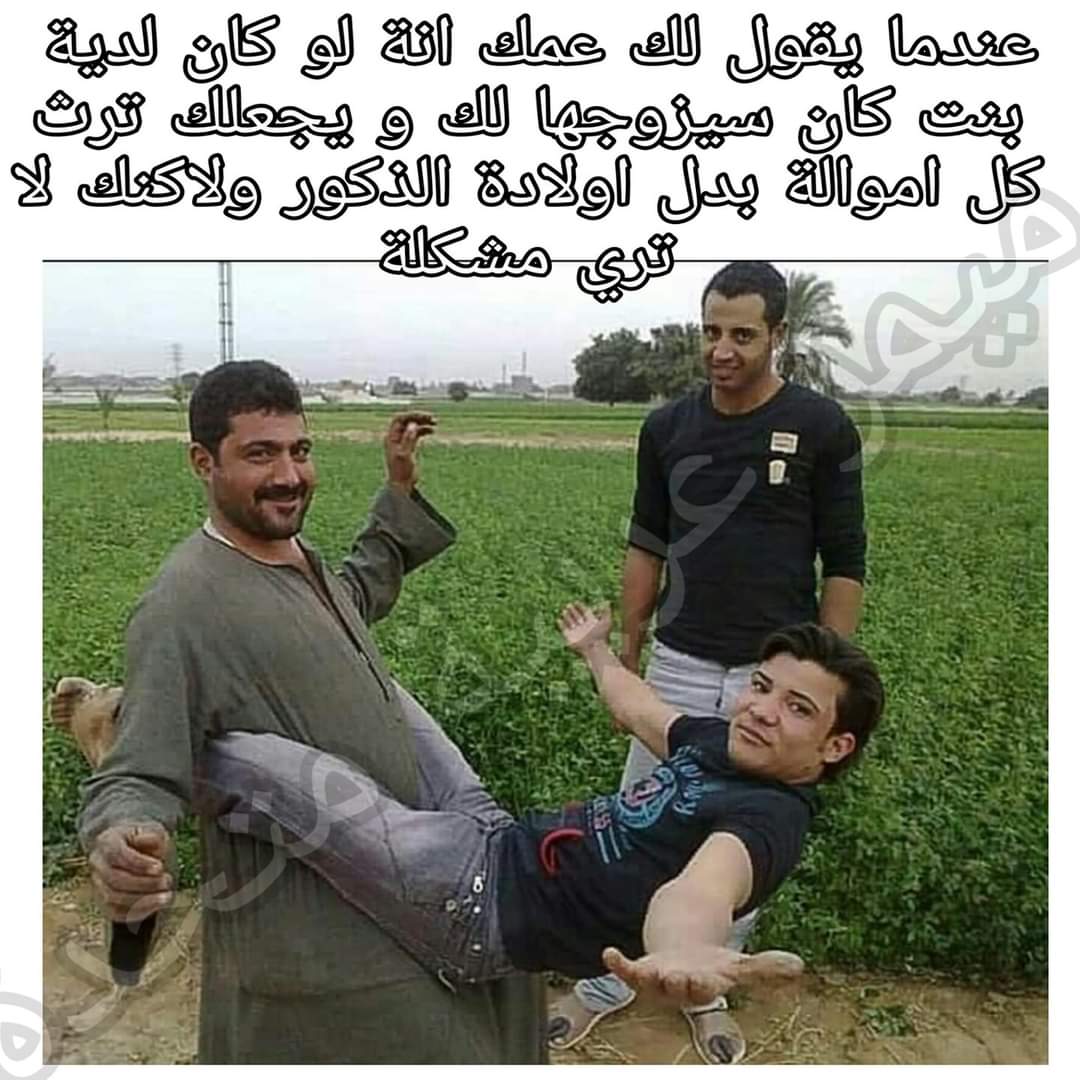 عندما يقول لك عمك انة لو كان لدية
بنت كان سيزوجها لك و يجعلك ترث
كل اموالة بدل اولادة الذكور ولاكنك لا
تري مشكلة